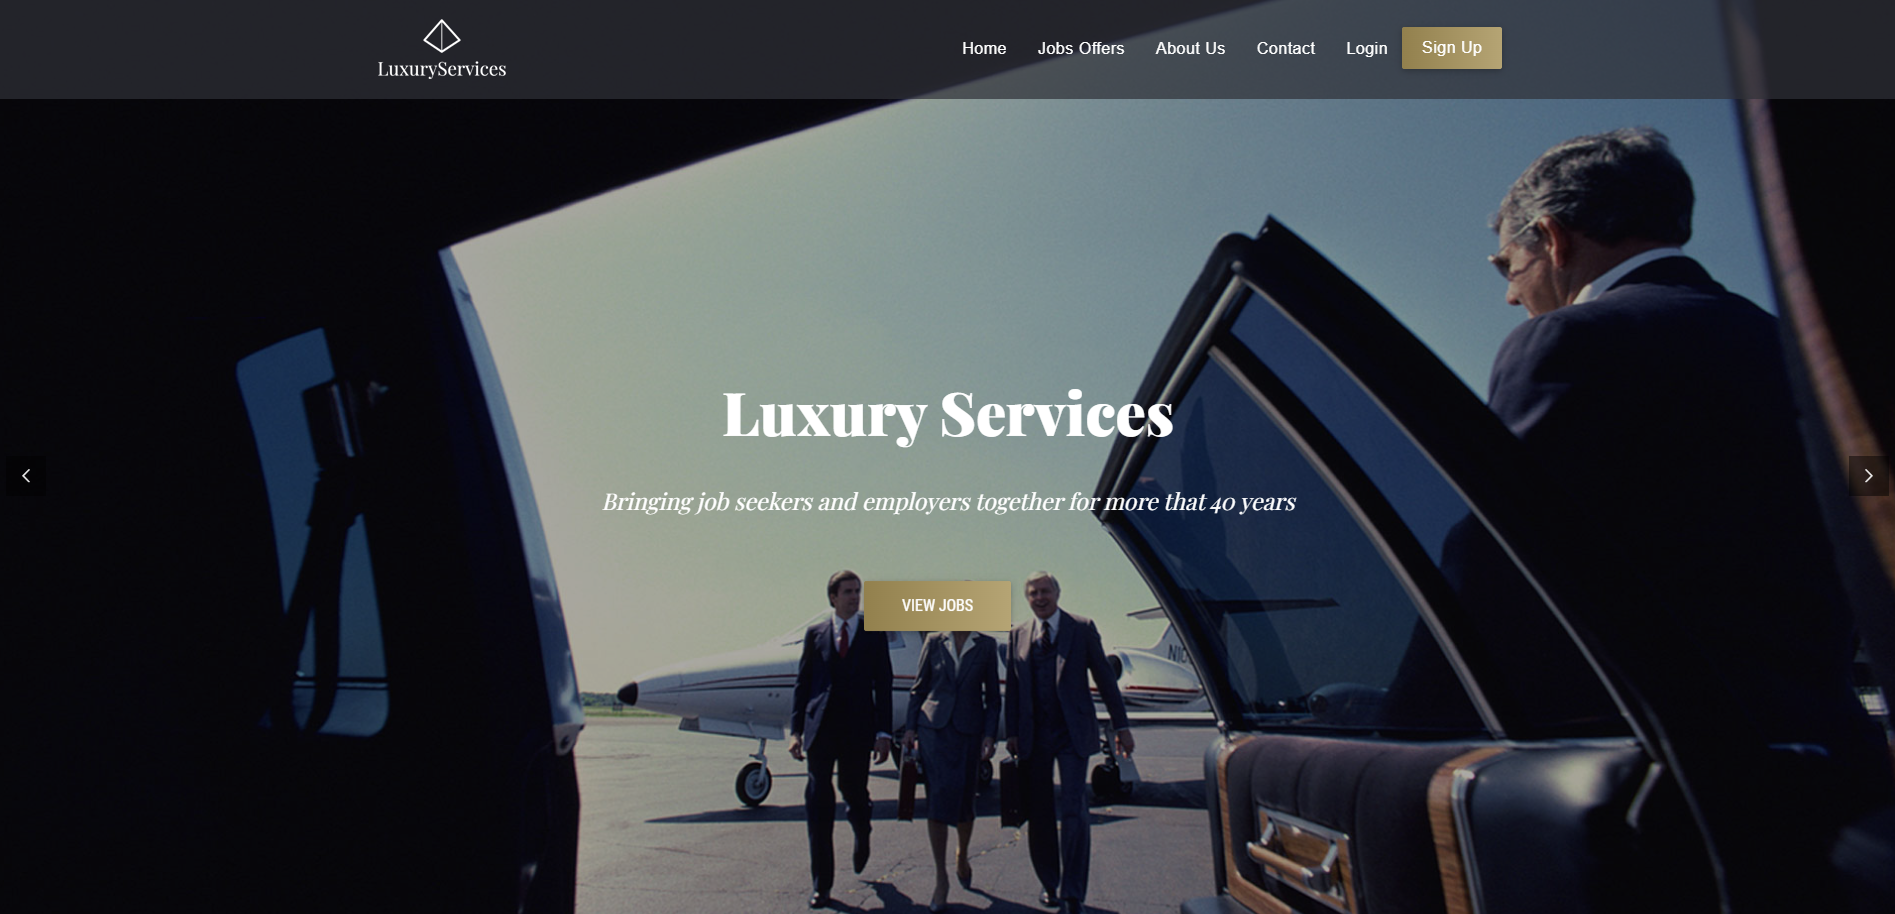 LuxuryServices
Home Jobs Offers About Us Contact Login Sign Up
Luxury Services
Bringing job seekers and employers together for more that 40 years
VIEW JOBS